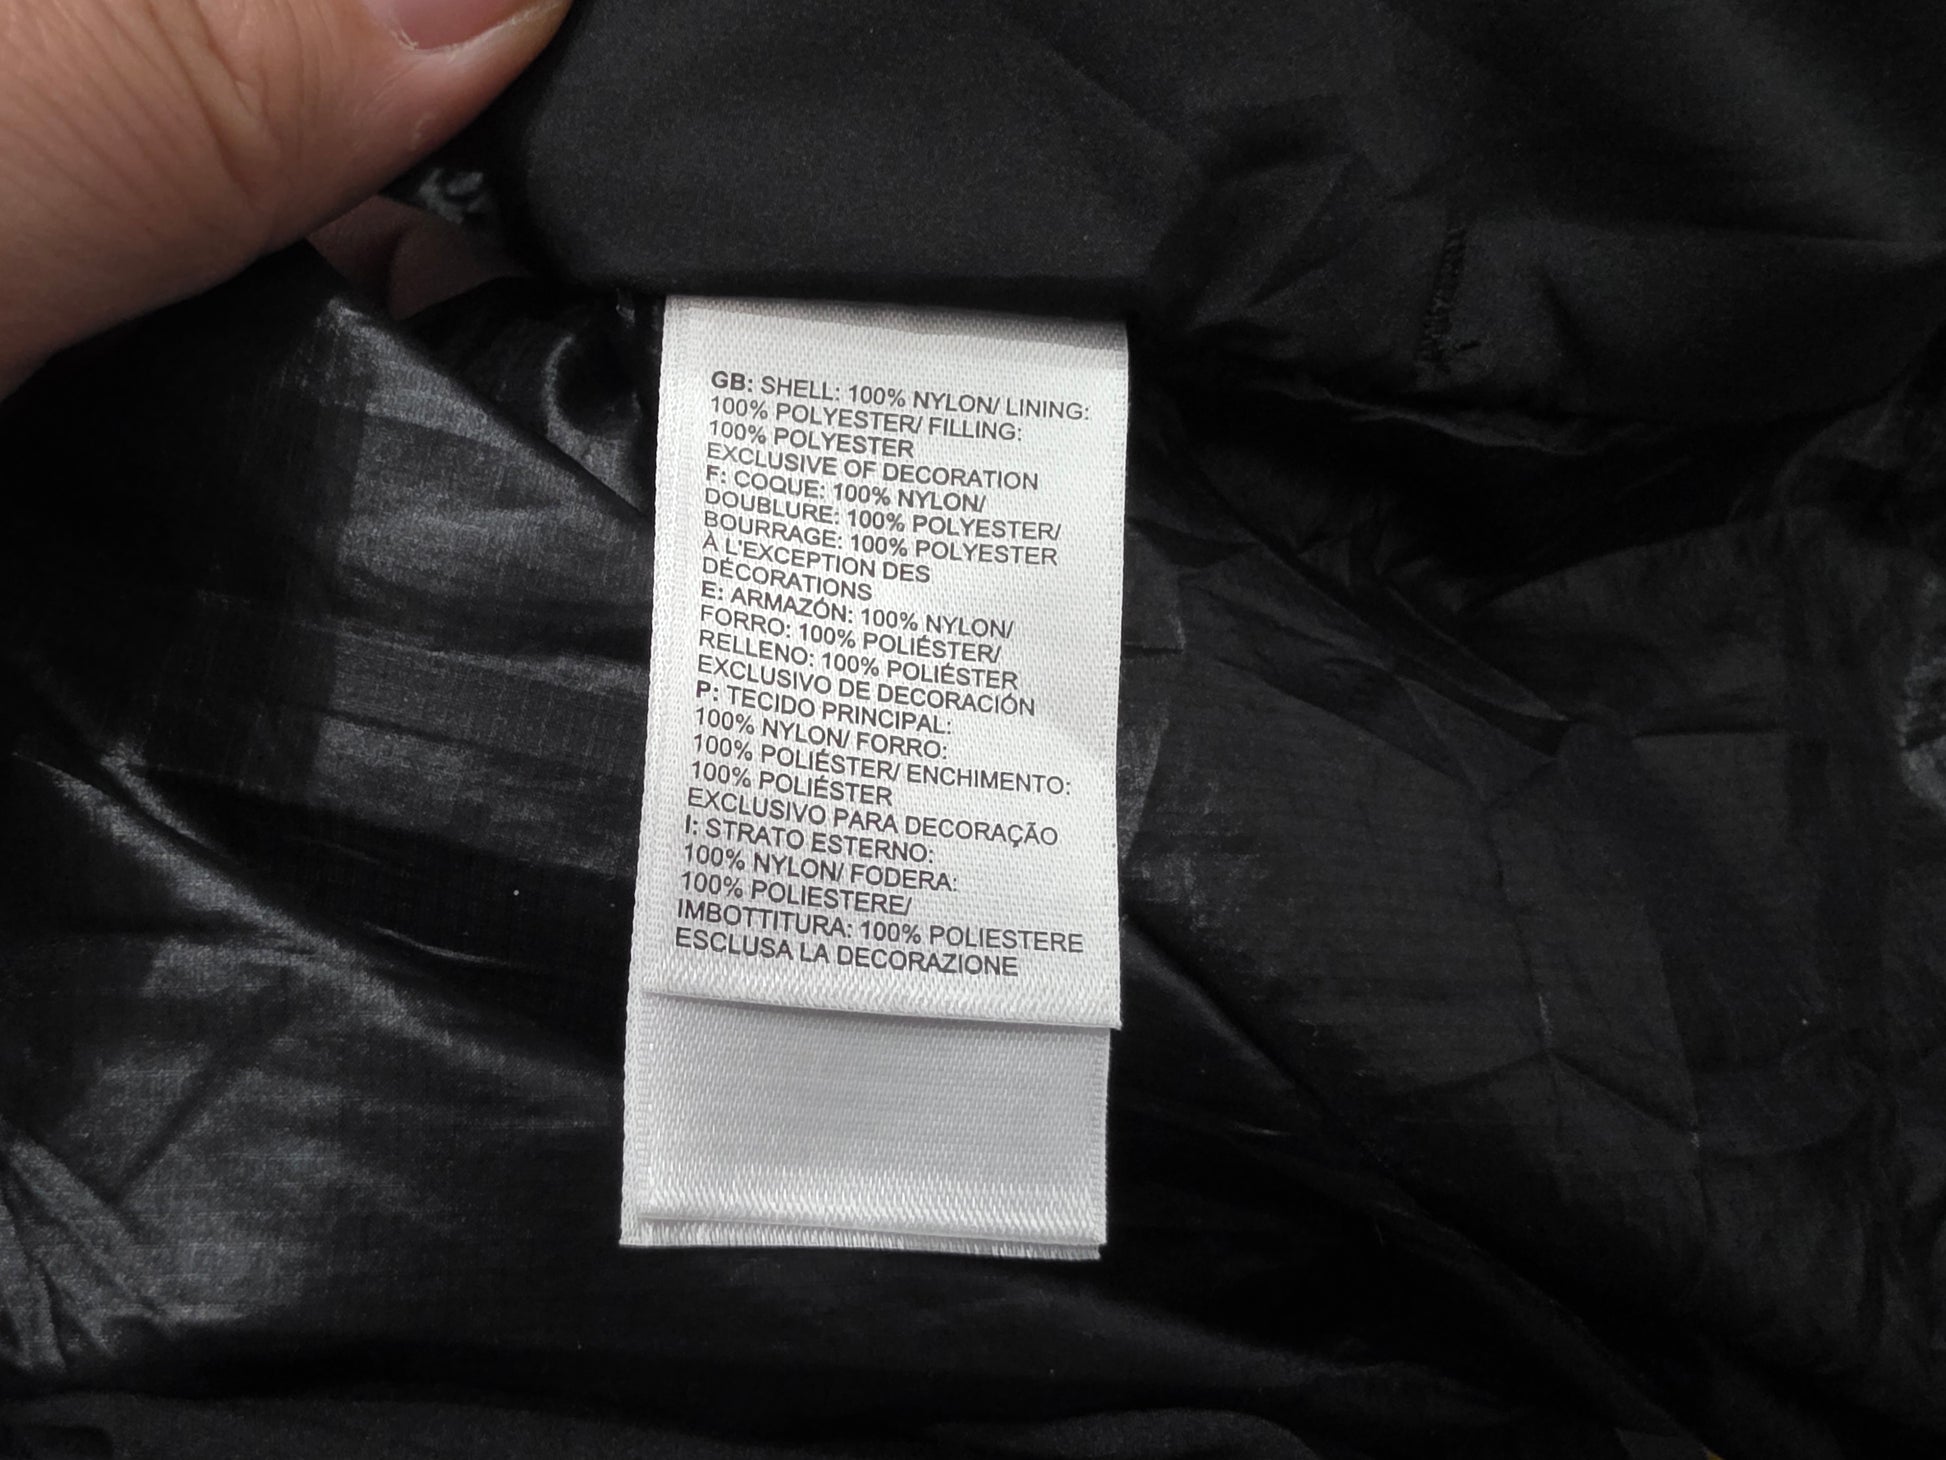 GB: SHELL: 100% NYLON/ LINING:
100% POLYESTER/ FILLING:
100% POLYESTER
EXCLUSIVE OF DECORATION
F: COQUE: 100% NYLON/
DOUBLURE: 100% POLYESTER/
BOURRAGE: 100% POLYESTER
À L'EXCEPTION DES
DÉCORATIONS
E: ARMAZÓN: 100% NYLON/
FORRO: 100% POLIÉSTER/
RELLENO: 100% POLIÉSTER
EXCLUSIVO DE DECORACIÓN
P: TECIDO PRINCIPAL:
100% NYLON/ FORRO:
100% POLIÉSTER/ ENCHIMENTO:
100% POLIÉSTER
EXCLUSIVO PARA DECORAÇÃO
I: STRATO ESTERNO:
100% NYLON/ FODERA:
100% POLIESTERE/
IMBOTTITURA: 100% POLIESTERE
ESCLUSA LA DECORAZIONE